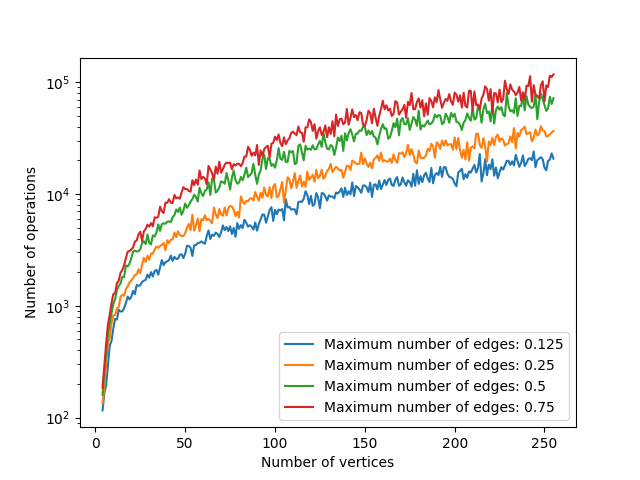 10^5
10^4
10^3
10^2
Number of operations
Maximum number of edges: 0.125
Maximum number of edges: 0.25
Maximum number of edges: 0.5
Maximum number of edges: 0.75
0 50 100 150 200 250
Number of vertices